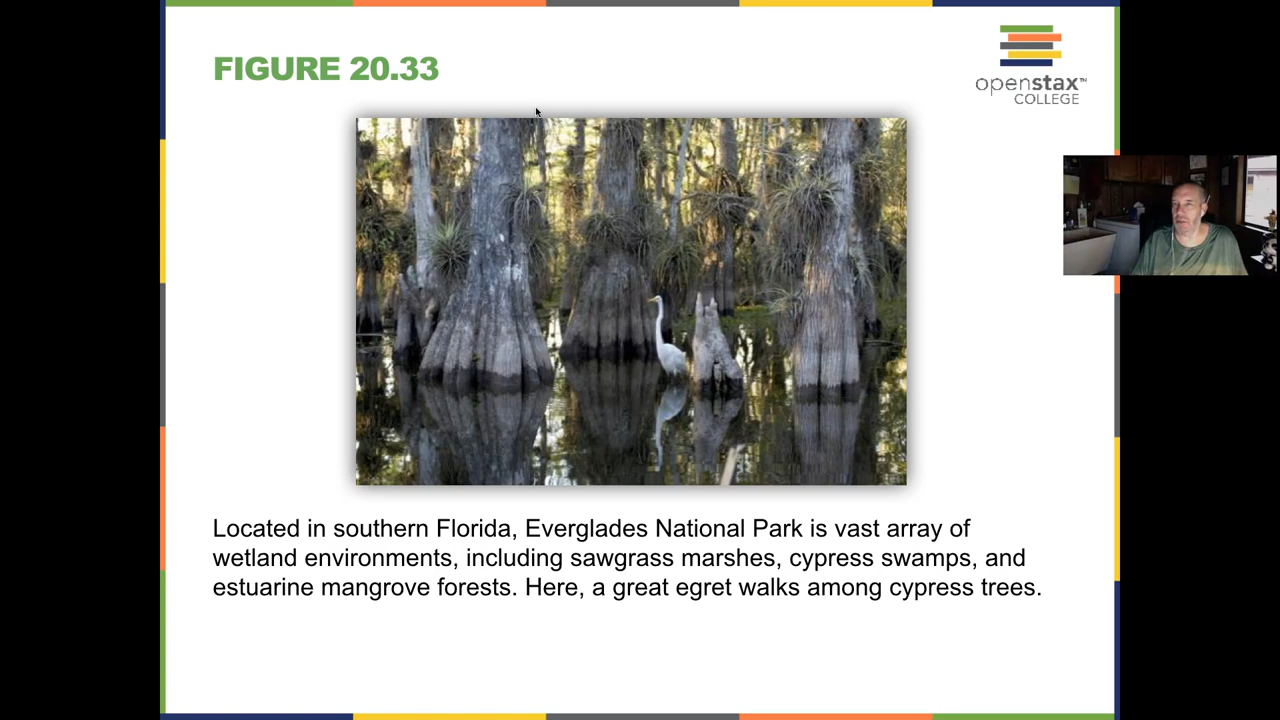 FIGURE 20.33
openstax™
COLLEGE
Located in southern Florida, Everglades National Park is vast array of
wetland environments, including sawgrass marshes, cypress swamps, and
estuarine mangrove forests. Here, a great egret walks among cypress trees.